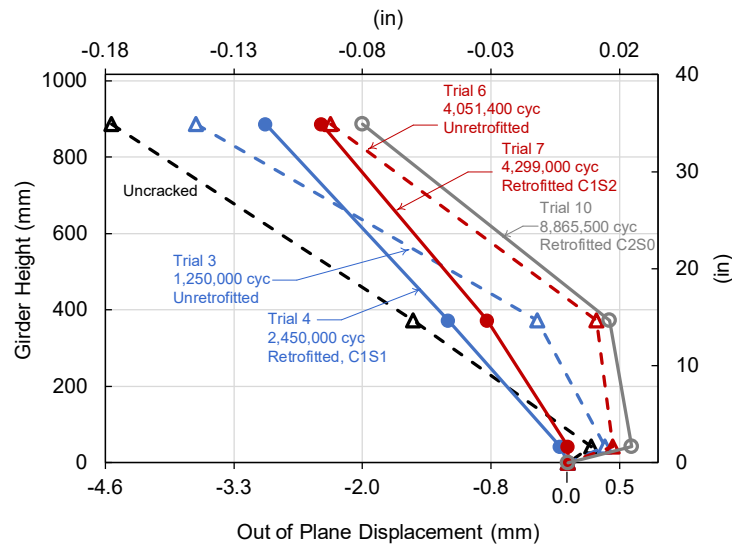 (in)
-0.18
-0.13
-0.08
-0.03
0.02
1000
800
600
400
200
0
Girder Height (mm)
40
30
20
10
0
(in)
Trial 6
4,051,400 cyc
Unretrofitted
Trial 7
4,299,000 cyc
Retrofitted C1S2
Uncracked
Trial 10
8,865,500 cyc
Retrofitted C2S0
Trial 3
1,250,000 cyc
Unretrofitted
Trial 4
2,450,000 cyc
Retrofitted, C1S1
-4.6
-3.3
-2.0
-0.8
0.0
0.5
Out of Plane Displacement (mm)